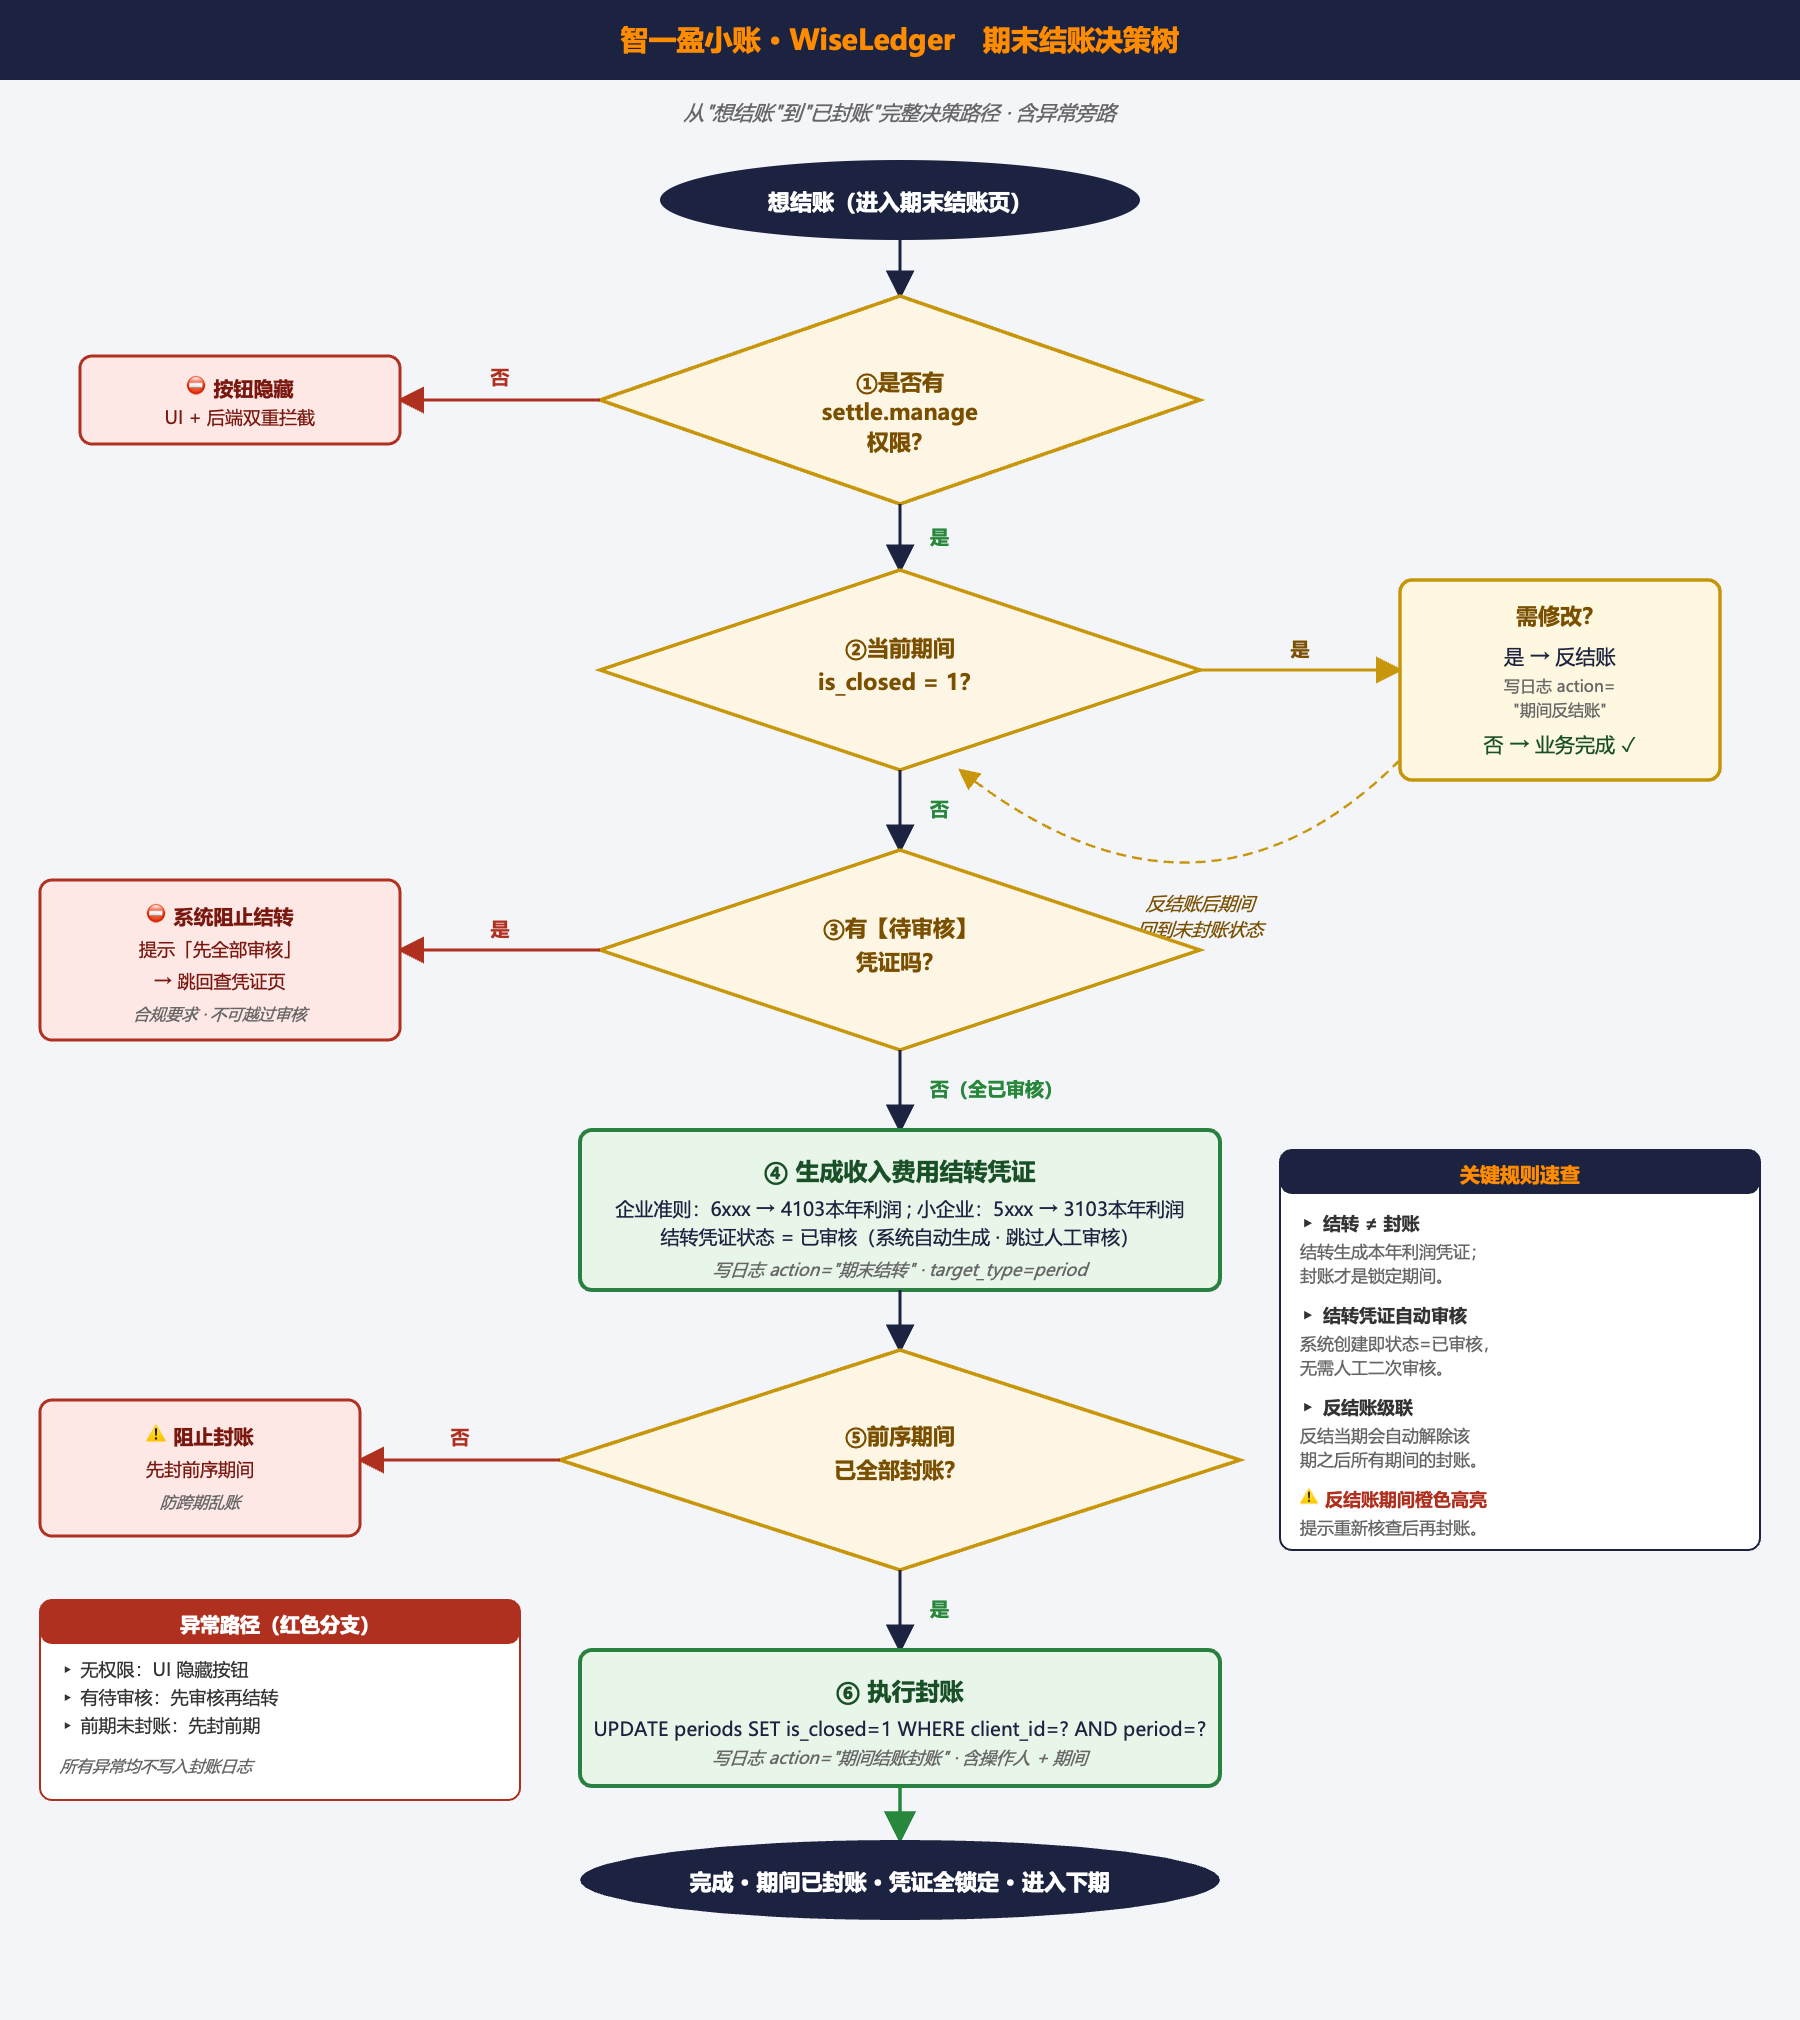 智一盈小账 · WiseLedger 期末结账决策树
从"想结账"到"已封账"完整决策路径 · 含异常旁路
想结账（进入期末结账页）
①是否有
settle.manage
权限?
否
⛔ 按钮隐藏
UI + 后端双重拦截
是
②当前期间
is_closed = 1?
是
需修改?
是 → 反结账
写日志 action=
"期间反结账"
否 → 业务完成 ✓
否
反结账后期间
回到未封账状态
③有【待审核】
凭证吗?
是
⛔ 系统阻止结转
提示「先全部审核」
→ 跳回查凭证页
合规要求 · 不可越过审核
否（全已审核）
④ 生成收入费用结转凭证
企业准则：6xxx → 4103本年利润 ; 小企业：5xxx → 3103本年利润
结转凭证状态 = 已审核（系统自动生成 · 跳过人工审核）
写日志 action="期末结转" · target_type=period
关键规则速查
▸ 结转 ≠ 封账
结转生成本年利润凭证；
封账才是锁定期间。
▸ 结转凭证自动审核
系统创建即状态=已审核，
无需人工二次审核。
▸ 反结账级联
反结当期会自动解除该
期之后所有期间的封账。
⚠ 反结账期间橙色高亮
提示重新核查后再封账。
⑤前序期间
已全部封账?
否
⚠ 阻止封账
先封前序期间
防跨期乱账
是
异常路径（红色分支）
▸ 无权限：UI 隐藏按钮
▸ 有待审核：先审核再结转
▸ 前期未封账：先封前期
所有异常均不写入封账日志
⑥ 执行封账
UPDATE periods SET is_closed=1 WHERE client_id=? AND period=?
写日志 action="期间结账封账" · 含操作人 + 期间
完成 · 期间已封账 · 凭证全锁定 · 进入下期